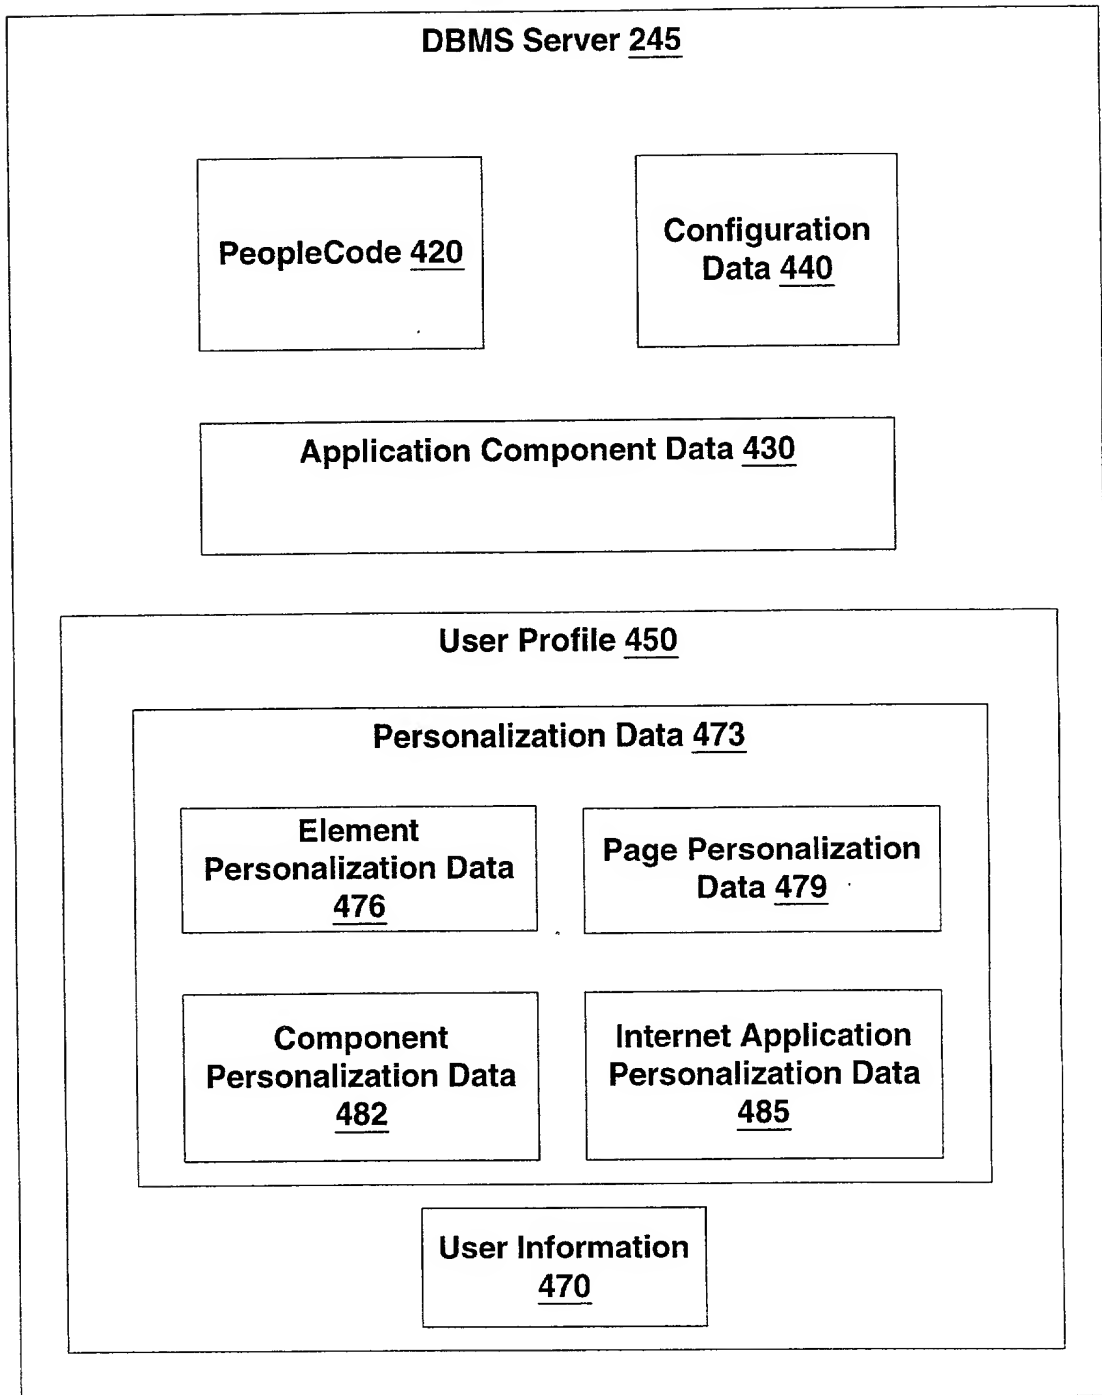 DBMS Server 245
PeopleCode 420
Configuration
Data 440
Application Component Data 430
User Profile 450
Personalization Data 473
Element
Personalization Data
476
Page Personalization
Data 479
Component
Personalization Data
482
Internet Application
Personalization Data
485
User Information
470